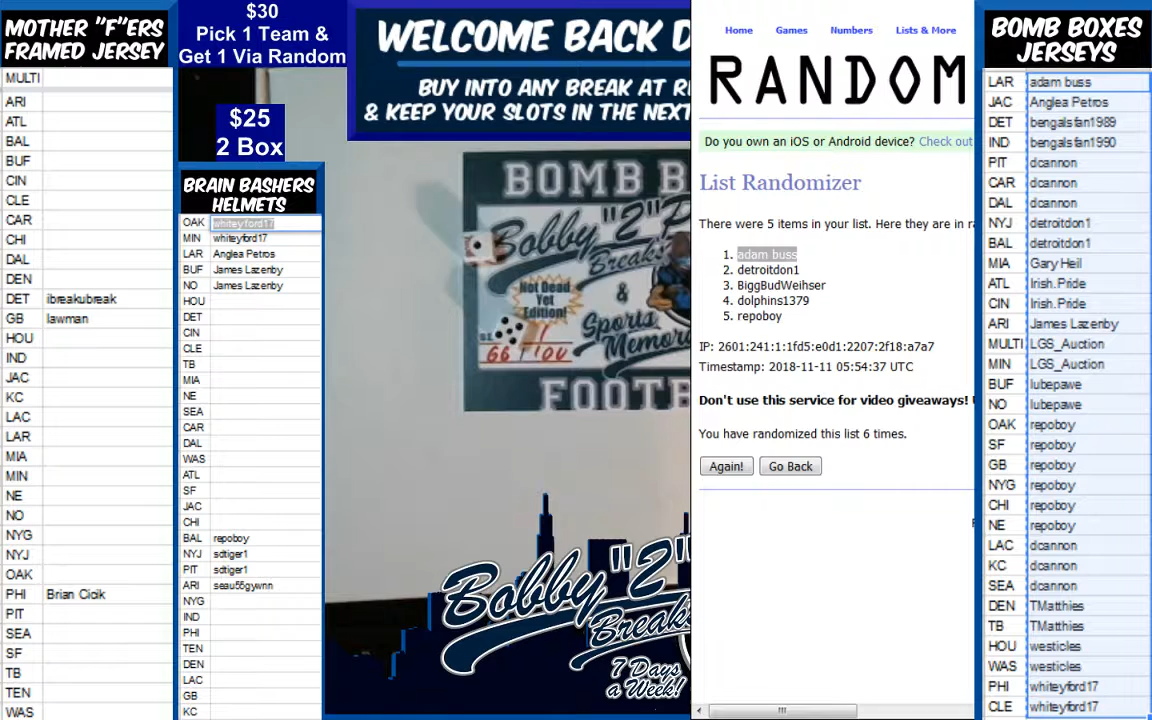 MOTHER "F"ERS
FRAMED JERSEY
MULTI
ARI
ATL
BAL
BUF
CIN
CLE
CAR
CHI
DAL
DEN
DET ibreakubreak
GB lawman
HOU
IND
JAC
KC
LAC
LAR
MIA
MIN
NE
NO
NYG
NYJ
OAK
PHI Brian Cicik
PIT
SEA
SF
TB
TEN
WAS
$30
Pick 1 Team &
Get 1 Via Random
$25
2 Box
BRAIN BASHERS
HELMETS
OAK whiteyford17
MIN whiteyford17
LAR Anglea Petros
BUF James Lazenby
NO James Lazenby
HOU
DET
CIN
CLE
TB
MIA
NE
SEA
CAR
DAL
WAS
ATL
SF
JAC
CHI
BAL repoboy
NYJ sdtiger1
PIT sdtiger1
ARI seau55gywnn
NYG
IND
PHI
TEN
DEN
LAC
GB
KC
WELCOME BACK D
BUY INTO ANY BREAK AT RE
& KEEP YOUR SLOTS IN THE NEXT
BOMB B
Bobby "2"P
Breaks
Not Dead
Yet
Edition!
&
Sports
Memor
66 / 100
FOOTB
Bobby "2"
Breaks
7 Days
a Week!
Home Games Numbers Lists & More
RANDOM
Do you own an iOS or Android device? Check out
List Randomizer
There were 5 items in your list. Here they are in ra
1. adam buss
2. detroitdon1
3. BiggBudWeihser
4. dolphins1379
5. repoboy
IP: 2601:241:1:1fd5:e0d1:2207:2f18:a7a7
Timestamp: 2018-11-11 05:54:37 UTC
Don't use this service for video giveaways!
You have randomized this list 6 times.
Again! Go Back
BOMB BOXES
JERSEYS
LAR adam buss
JAC Anglea Petros
DET bengalsfan1989
IND bengalsfan1990
PIT dcannon
CAR dcannon
DAL dcannon
NYJ detroitdon1
BAL detroitdon1
MIA Gary Heil
ATL Irish.Pride
CIN Irish.Pride
ARI James Lazenby
MULTI LGS_Auction
MIN LGS_Auction
BUF lubepawe
NO lubepawe
OAK repoboy
SF repoboy
GB repoboy
NYG repoboy
CHI repoboy
NE repoboy
LAC dcannon
KC dcannon
SEA dcannon
DEN TMatthies
TB TMatthies
HOU westicles
WAS westicles
PHI whiteyford17
CLE whiteyford17